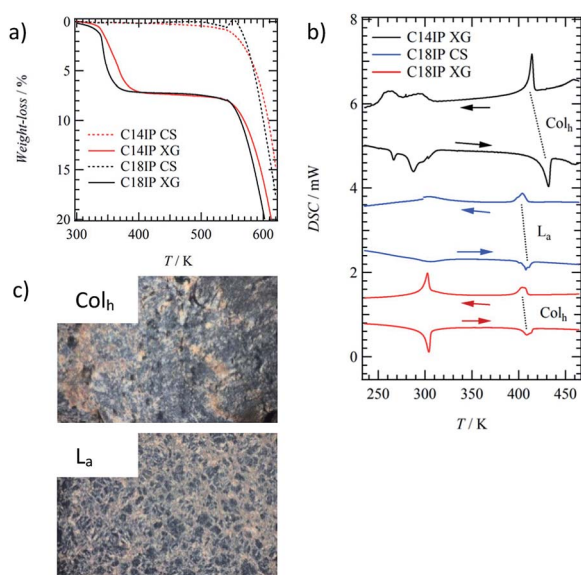 a)
Weight-loss / %
0
5
10
15
20
C14IP CS
C14IP XG
C18IP CS
C18IP XG
300
400
500
600
T / K
b)
C14IP XG
C18IP CS
C18IP XG
DSC / mW
8
6
4
2
0
Colh
La
Colh
250
300
350
400
450
T / K
c)
Colh
La